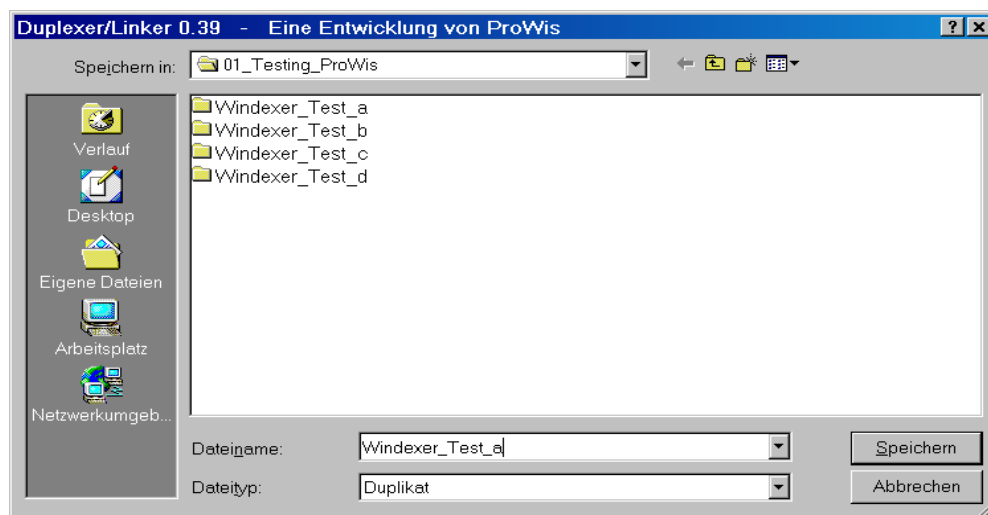 Duplexer/Linker 0.39 - Eine Entwicklung von ProWis
Speichern in: 01_Testing_ProWis
Verlauf
Desktop
Eigene Dateien
Arbeitsplatz
Netzwerkumgeb...
Windexer_Test_a
Windexer_Test_b
Windexer_Test_c
Windexer_Test_d
Dateiname: Windexer_Test_a Speichern
Dateityp: Duplikat Abbrechen